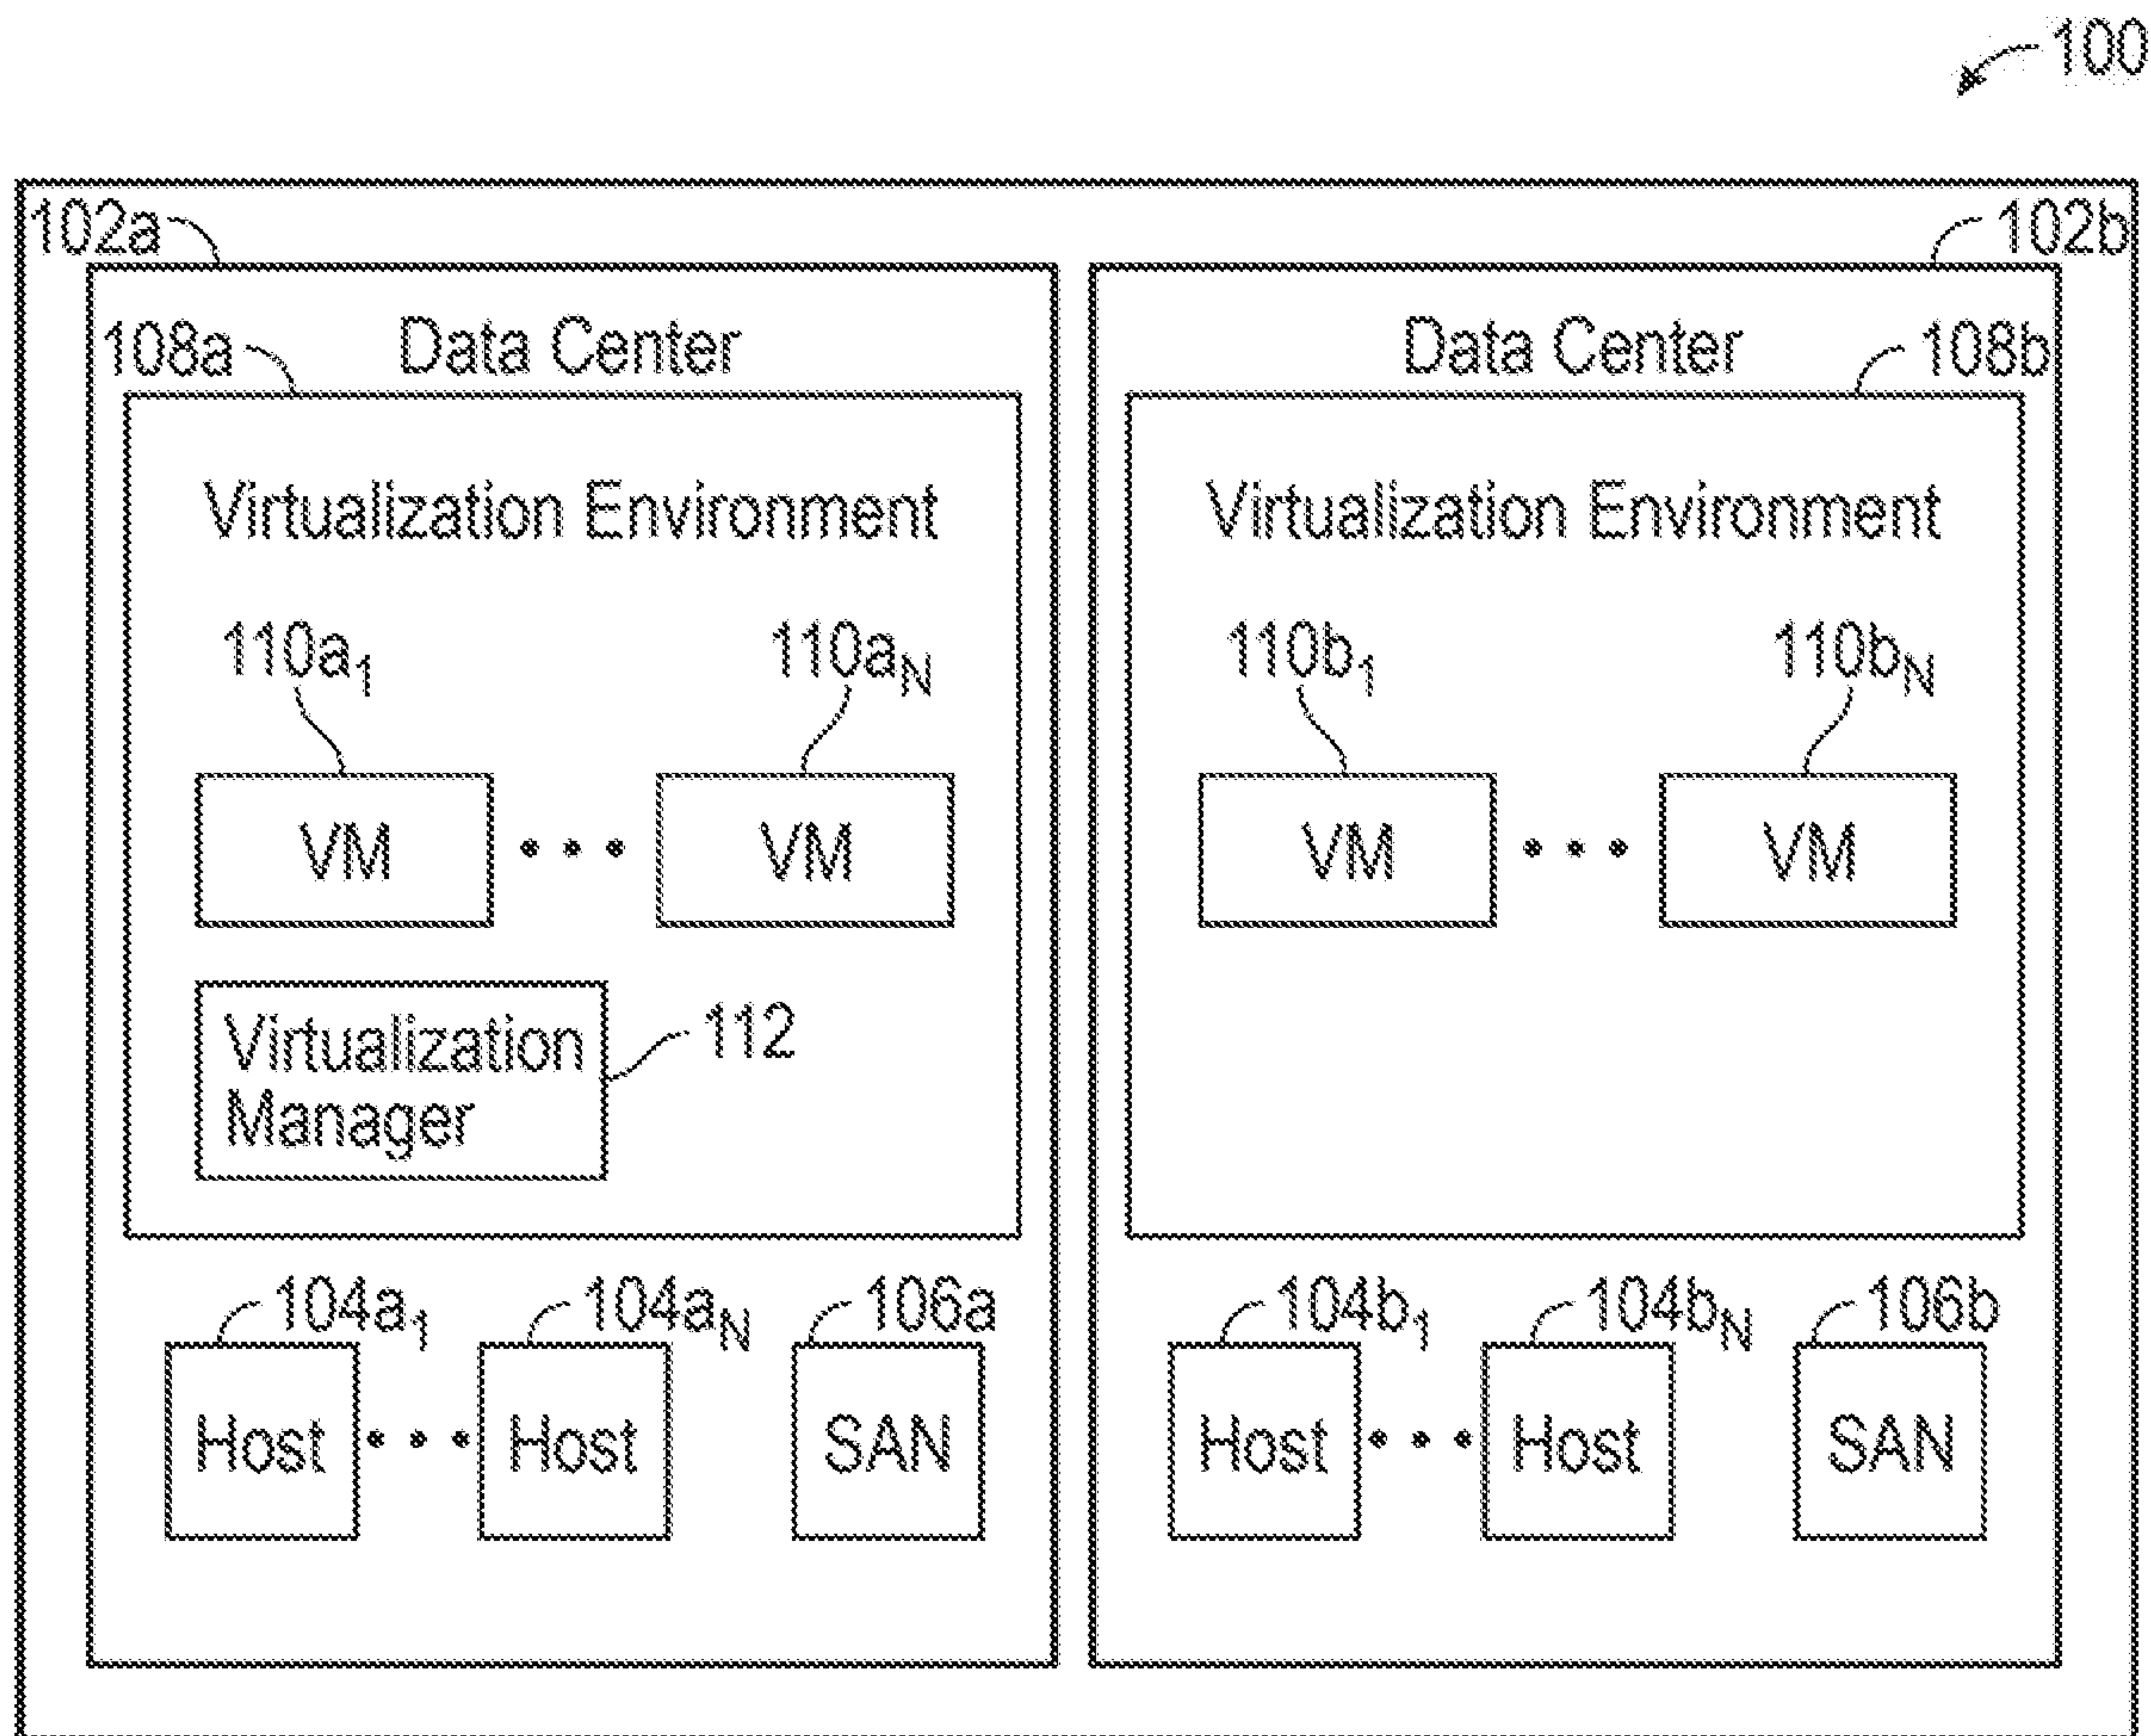 100
102a
102b
Data Center
108a
Virtualization Environment
110a₁
110aN
VM
• • •
VM
Virtualization
Manager
112
104a₁
104aN
106a
Host
• • •
Host
SAN
Data Center
108b
Virtualization Environment
110b₁
110bN
VM
• • •
VM
104b₁
104bN
106b
Host
• • •
Host
SAN